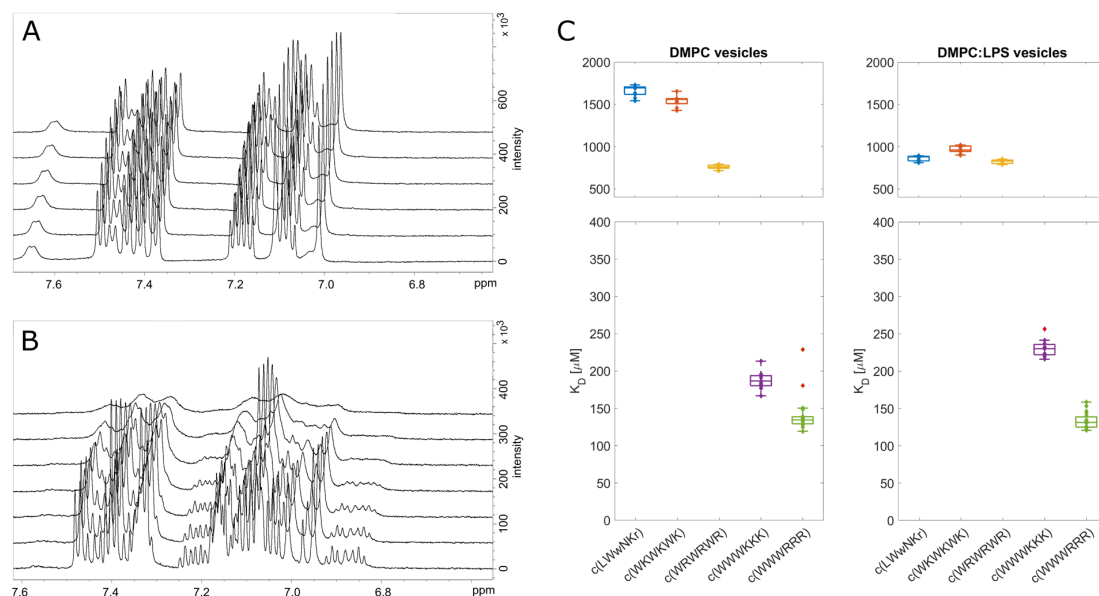 A
x 10³
600
400
200
0
intensity
7.6
7.4
7.2
7.0
6.8
ppm
B
x 10³
400
300
200
100
0
intensity
7.6
7.4
7.2
7.0
6.8
ppm
C
DMPC vesicles
2000
1500
1000
500
400
350
300
250
200
150
100
50
0
K_D [μM]
c(LWwNKr)
c(WKWKWK)
c(WRWRWR)
c(WWWKKK)
c(WWWRRR)
DMPC:LPS vesicles
2000
1500
1000
500
400
350
300
250
200
150
100
50
0
K_D [μM]
c(LWwNKr)
c(WKWKWK)
c(WRWRWR)
c(WWWKKK)
c(WWWRRR)